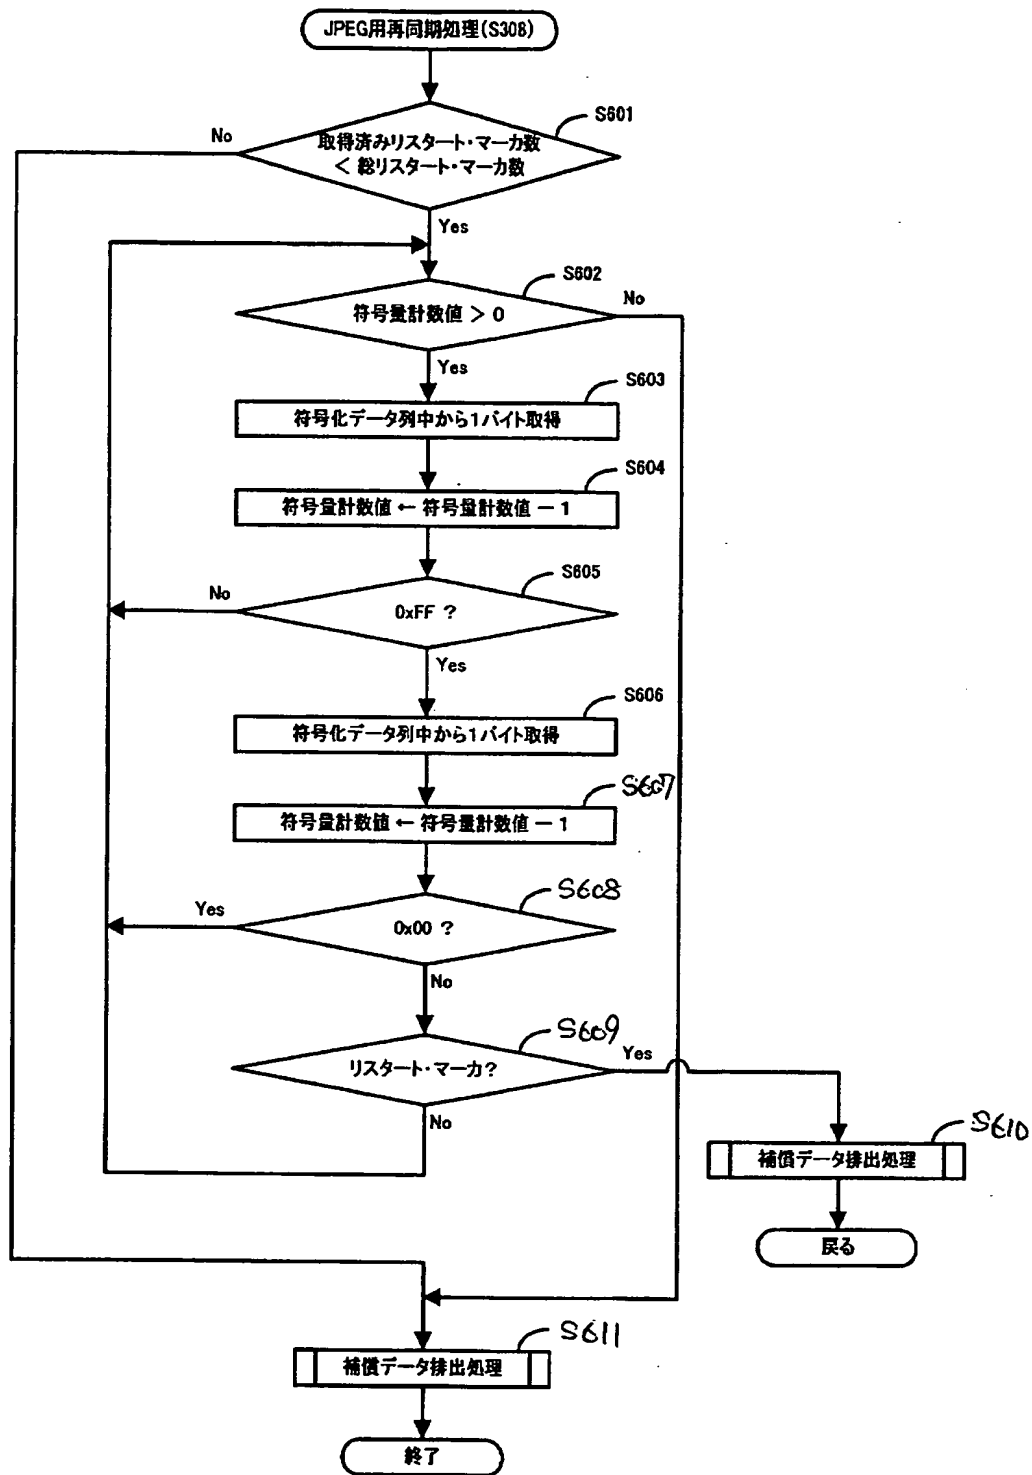 JPEG用再同期処理(S308)
S601
No
取得済みリスタート・マーカ数
< 総リスタート・マーカ数
Yes
S602
No
符号量計数値 > 0
Yes
S603
符号化データ列中から1バイト取得
S604
符号量計数値 ← 符号量計数値 － 1
S605
No
0xFF ?
Yes
S606
符号化データ列中から1バイト取得
S607
符号量計数値 ← 符号量計数値 － 1
S608
Yes
0x00 ?
No
S609
Yes
リスタート・マーカ?
No
S610
補償データ排出処理
戻る
S611
補償データ排出処理
終了